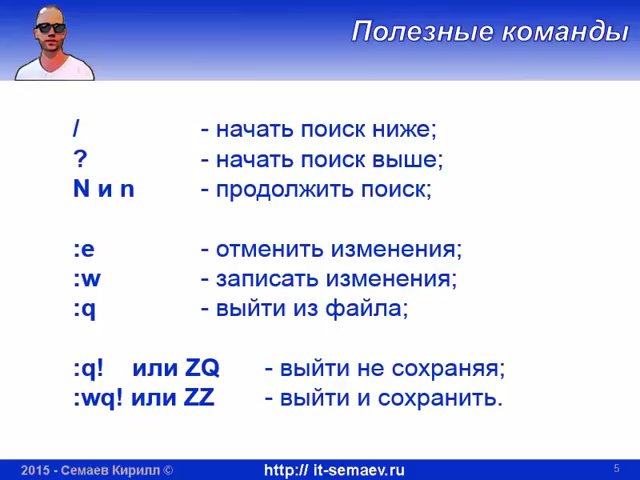 Полезные команды
/ - начать поиск ниже;
? - начать поиск выше;
N и n - продолжить поиск;
:e - отменить изменения;
:w - записать изменения;
:q - выйти из файла;
:q! или ZQ - выйти не сохраняя;
:wq! или ZZ - выйти и сохранить.
2015 - Семаев Кирилл © http:// it-semaev.ru 5